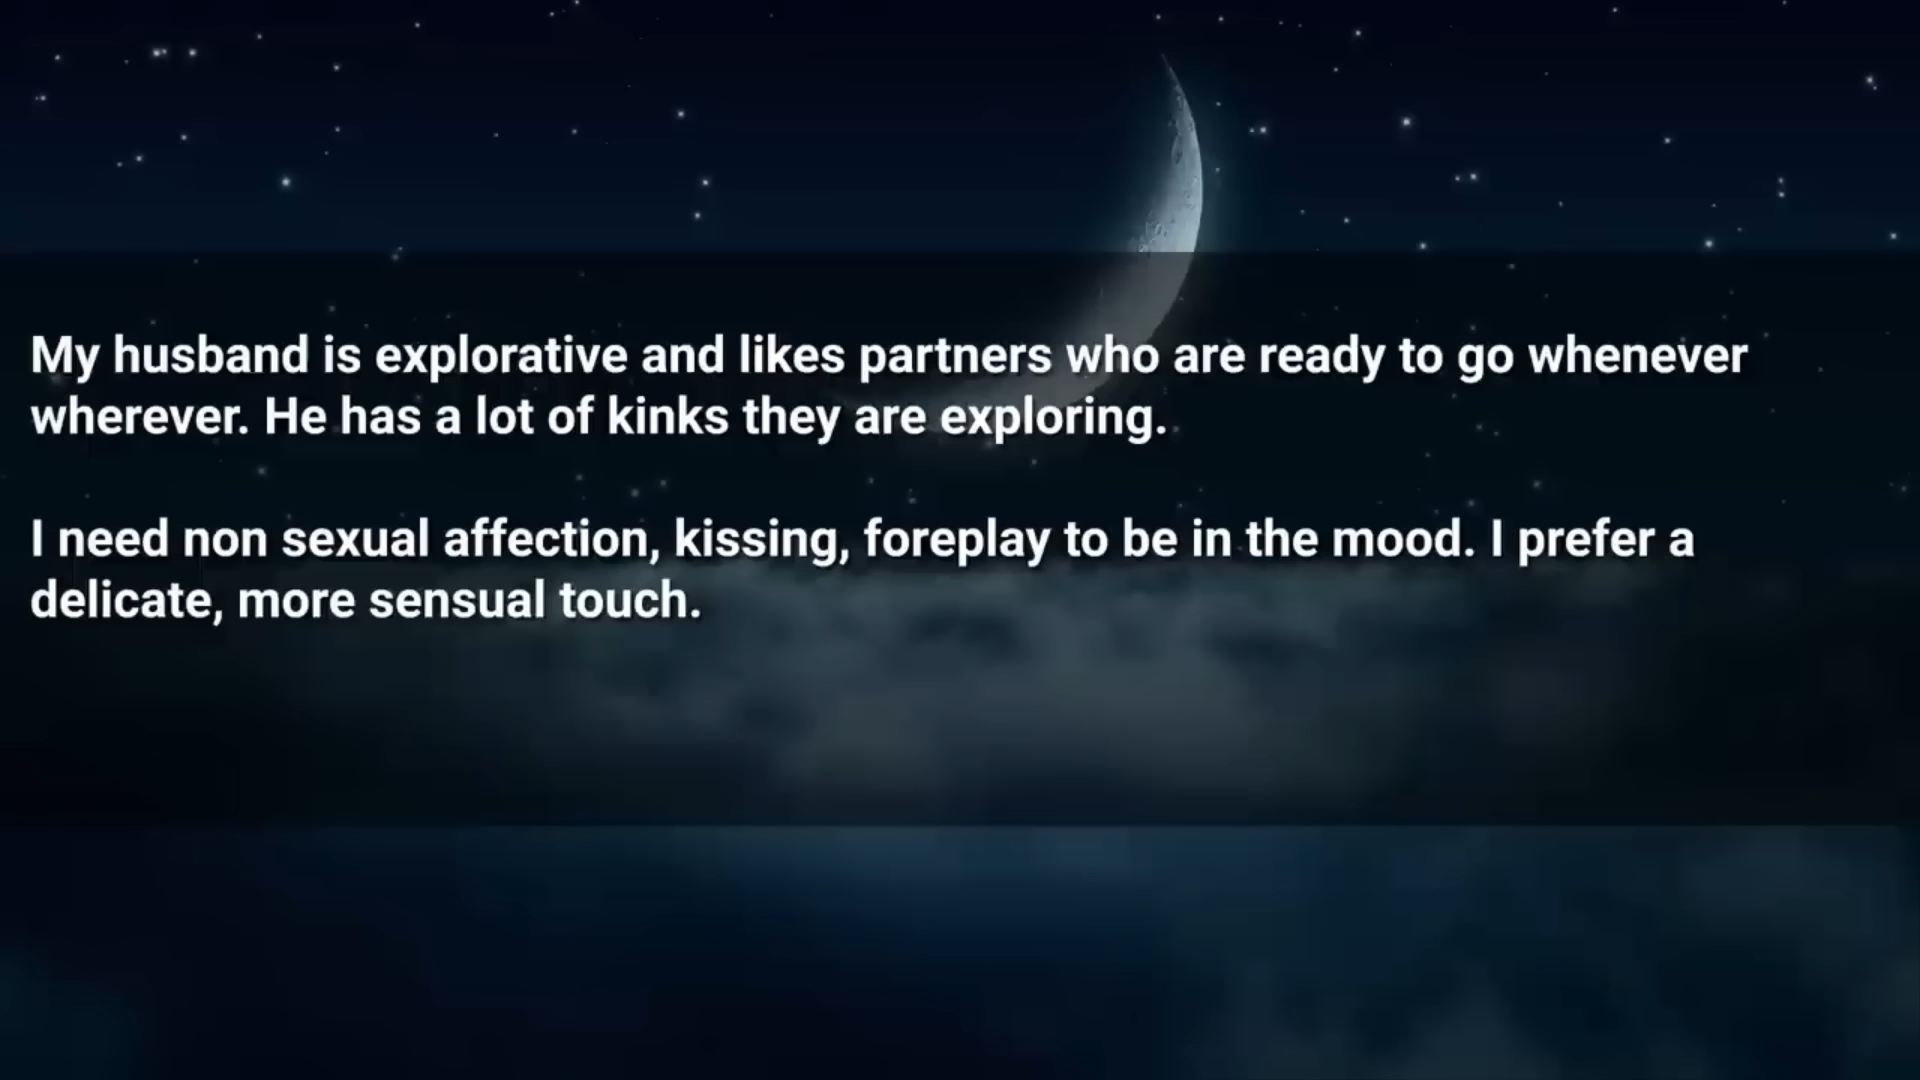 My husband is explorative and likes partners who are ready to go whenever
wherever. He has a lot of kinks they are exploring.
I need non sexual affection, kissing, foreplay to be in the mood. I prefer a
delicate, more sensual touch.